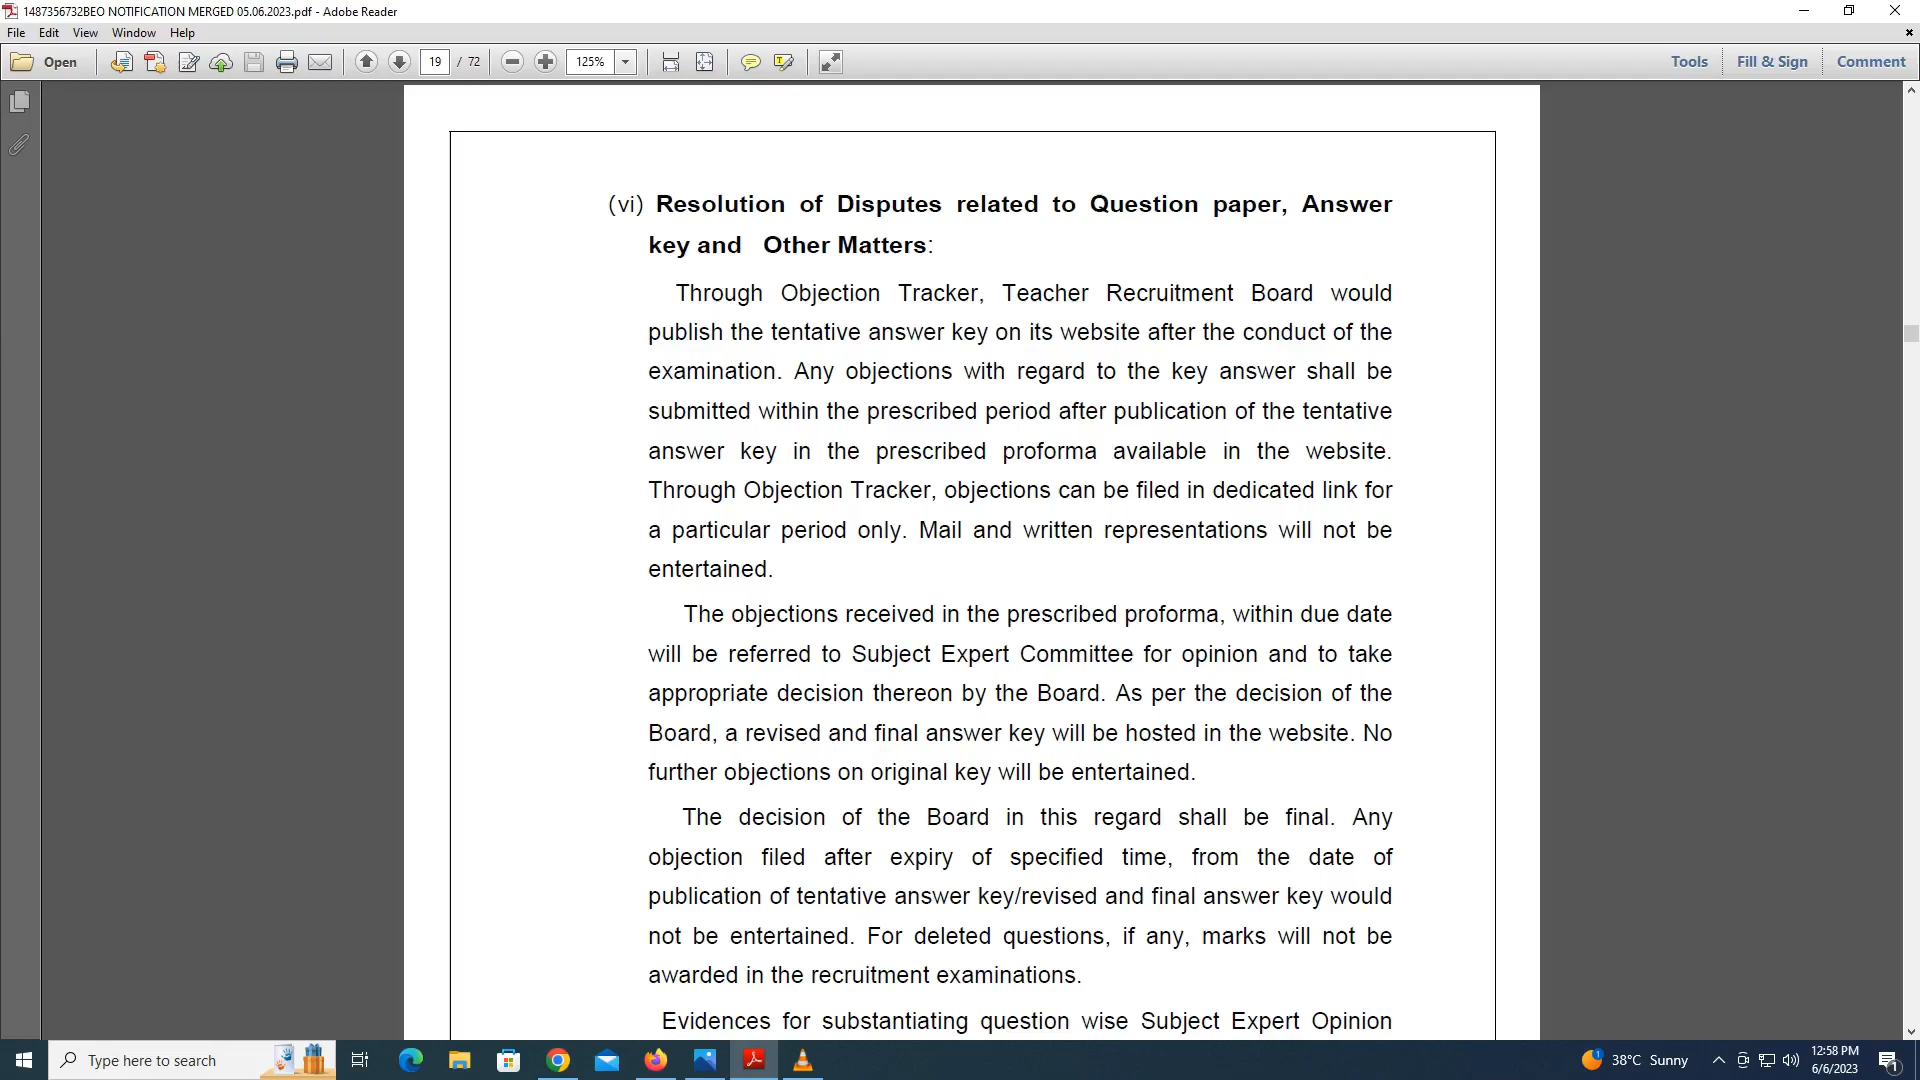 1487356732BEO NOTIFICATION MERGED 05.06.2023.pdf - Adobe Reader
File Edit View Window Help
Open 19 / 72 125% Tools Fill & Sign Comment
(vi) Resolution of Disputes related to Question paper, Answer
key and Other Matters:
Through Objection Tracker, Teacher Recruitment Board would
publish the tentative answer key on its website after the conduct of the
examination. Any objections with regard to the key answer shall be
submitted within the prescribed period after publication of the tentative
answer key in the prescribed proforma available in the website.
Through Objection Tracker, objections can be filed in dedicated link for
a particular period only. Mail and written representations will not be
entertained.
The objections received in the prescribed proforma, within due date
will be referred to Subject Expert Committee for opinion and to take
appropriate decision thereon by the Board. As per the decision of the
Board, a revised and final answer key will be hosted in the website. No
further objections on original key will be entertained.
The decision of the Board in this regard shall be final. Any
objection filed after expiry of specified time, from the date of
publication of tentative answer key/revised and final answer key would
not be entertained. For deleted questions, if any, marks will not be
awarded in the recruitment examinations.
Evidences for substantiating question wise Subject Expert Opinion
Type here to search 38°C Sunny 12:58 PM
6/6/2023